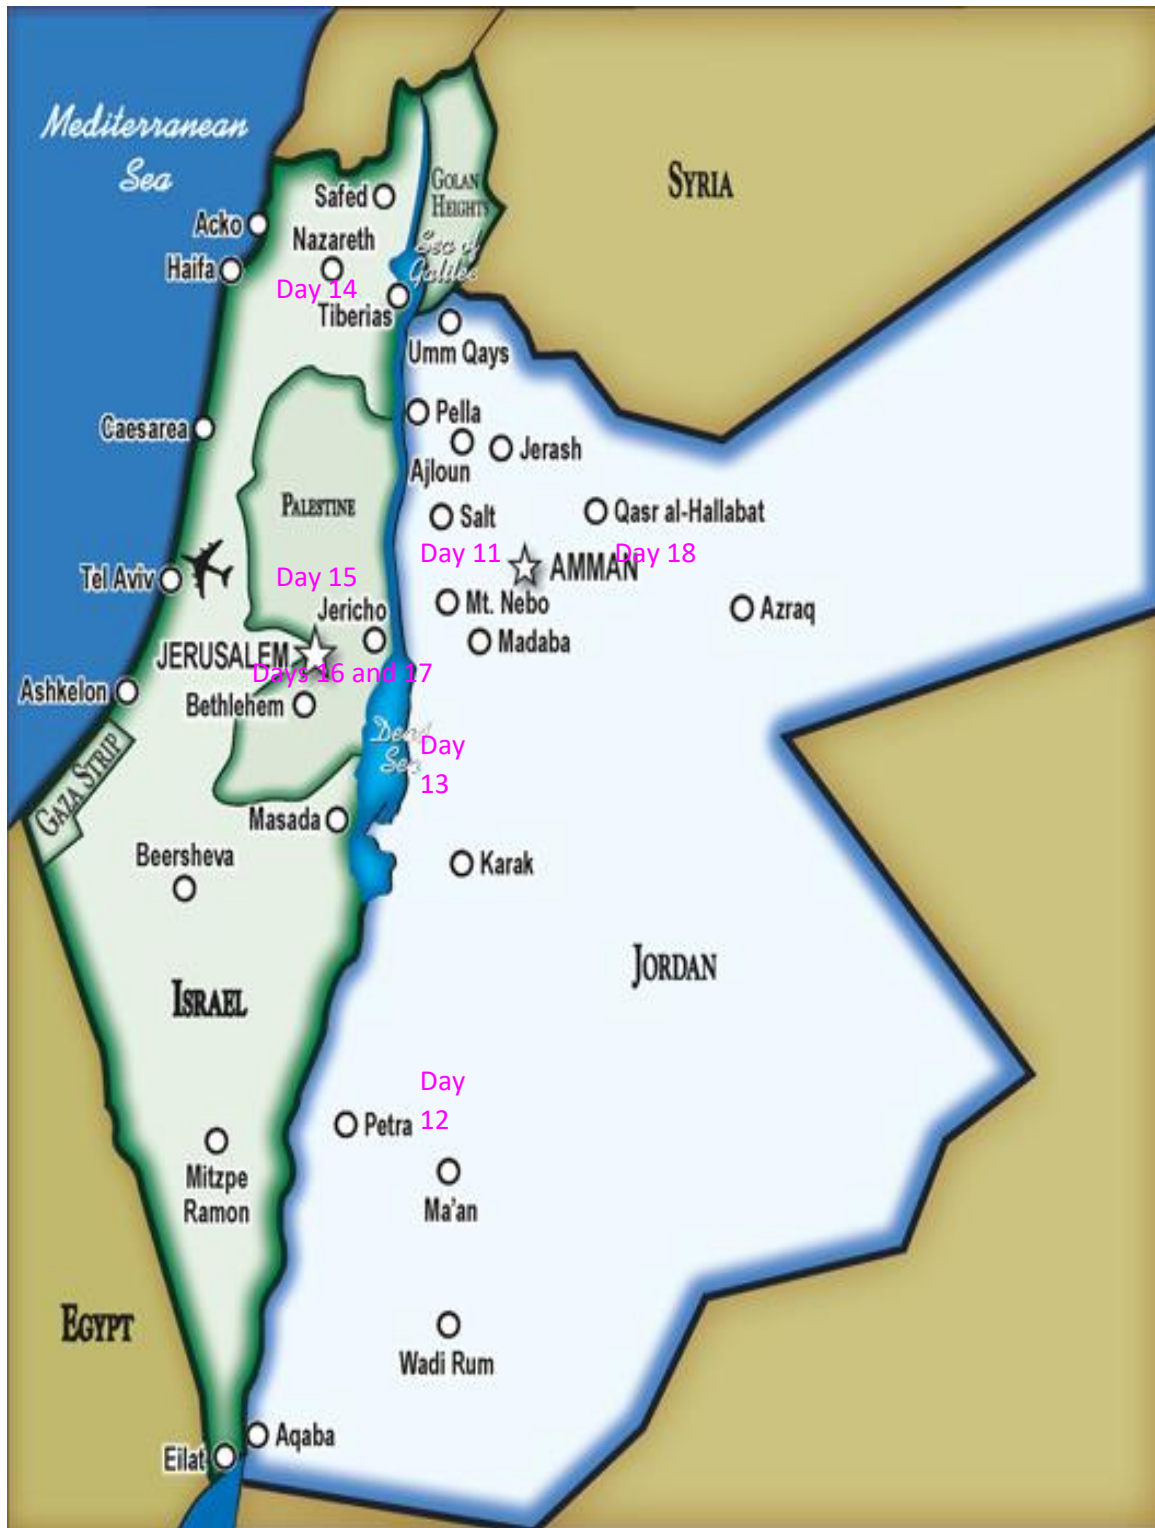 Mediterranean
Sea
SYRIA
Safed
GOLAN
HEIGHTS
Acko
Nazareth
Sea of
Galilee
Haifa
Day 14
Tiberias
Umm Qays
Pella
Caesarea
Jerash
Ajloun
PALESTINE
Salt
Qasr al-Hallabat
Day 11
Day 18
AMMAN
Tel Aviv
Day 15
Jericho
Mt. Nebo
Azraq
Madaba
JERUSALEM
Days 16 and 17
Ashkelon
Bethlehem
Dead
Sea
Day
13
GAZA STRIP
Masada
Beersheva
Karak
JORDAN
ISRAEL
Day
12
Petra
Mitzpe
Ramon
Ma'an
EGYPT
Wadi Rum
Aqaba
Eilat